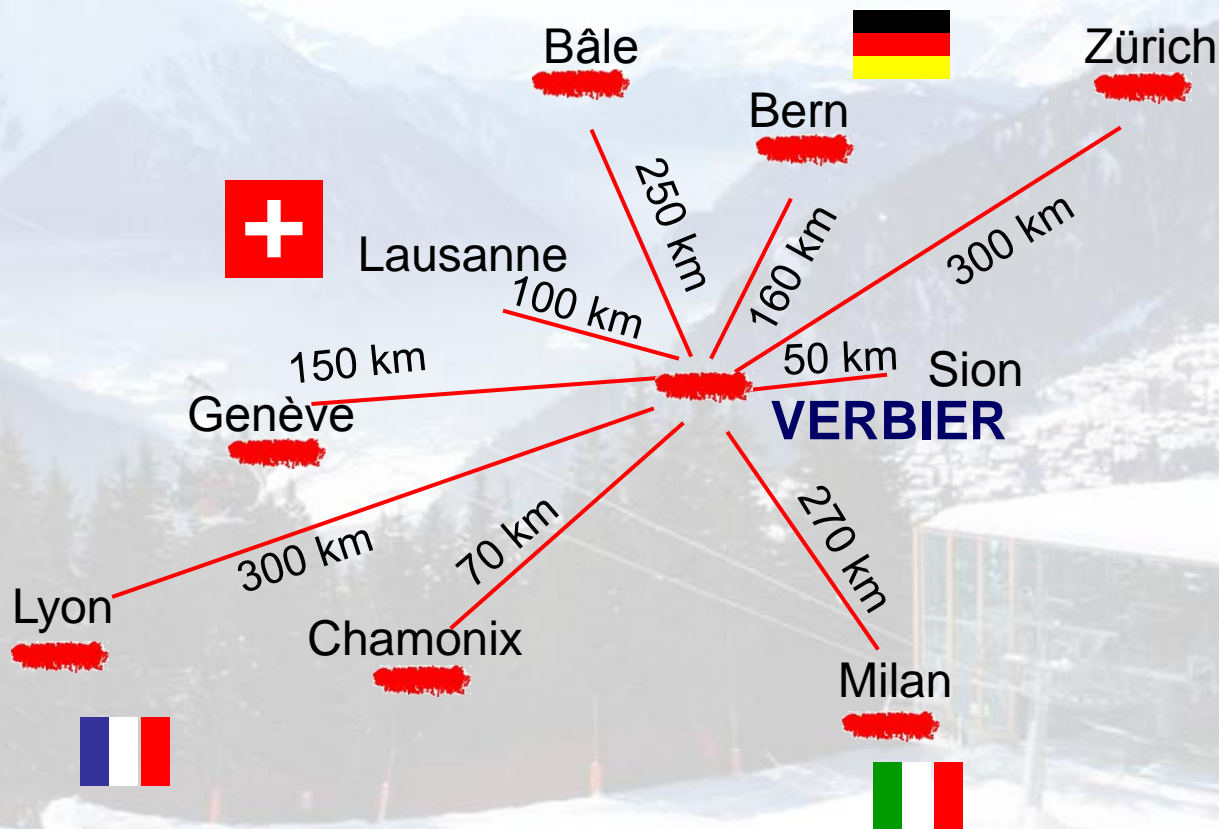 Bâle
Zürich
Bern
250 km
160 km
300 km
Lausanne
100 km
150 km
50 km
Sion
Genève
VERBIER
300 km
70 km
270 km
Lyon
Chamonix
Milan